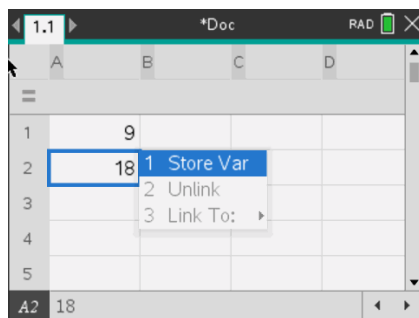 1.1 *Doc RAD
A B C D
=
1 9
2 18
3
4
5
1 Store Var
2 Unlink
3 Link To:
A2 18